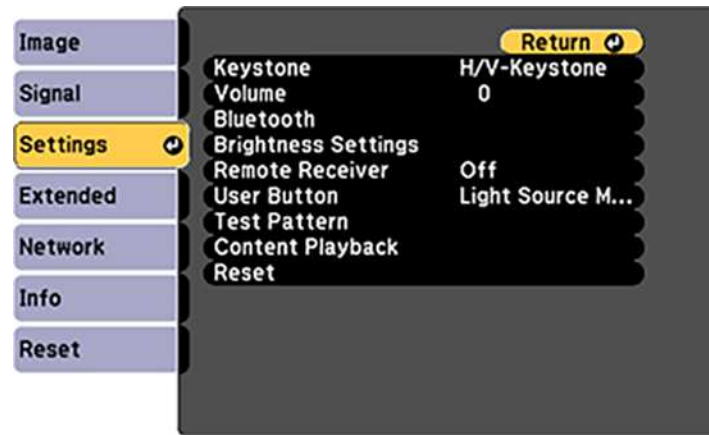 Image
Signal
Settings
Extended
Network
Info
Reset
Return
Keystone H/V-Keystone
Volume 0
Bluetooth
Brightness Settings
Remote Receiver Off
User Button Light Source M...
Test Pattern
Content Playback
Reset